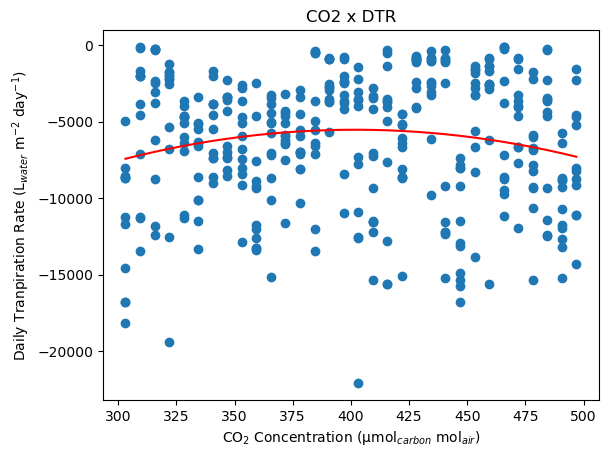 CO2 x DTR
0
−5000
−10000
−15000
−20000
Daily Tranpiration Rate (L_water m⁻² day⁻¹)
300 325 350 375 400 425 450 475 500
CO₂ Concentration (μmol_carbon mol_air)